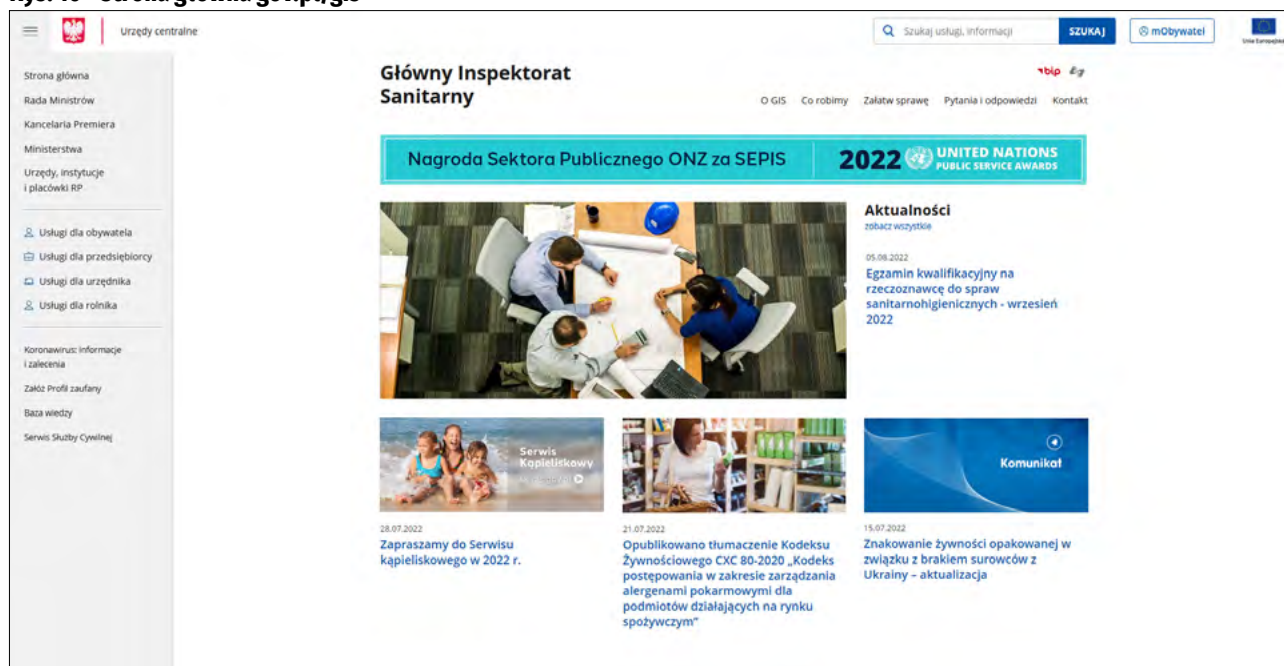 Urzędy centralne
Szukaj usługi, informacji
SZUKAJ
mObywatel
Unia Europejska
Strona główna
Rada Ministrów
Kancelaria Premiera
Ministerstwa
Urzędy, instytucje
i placówki RP
Usługi dla obywatela
Usługi dla przedsiębiorcy
Usługi dla urzędnika
Usługi dla rolnika
Koronawirus: informacje
i zalecenia
Załóż Profil zaufany
Baza wiedzy
Serwis Służby Cywilnej
Główny Inspektorat
Sanitarny
bip
O GIS Co robimy Załatw sprawę Pytania i odpowiedzi Kontakt
Nagroda Sektora Publicznego ONZ za SEPIS
2022 UNITED NATIONS
PUBLIC SERVICE AWARDS
Aktualności
zobacz wszystkie
05.08.2022
Egzamin kwalifikacyjny na
rzeczoznawcę do spraw
sanitarnohigienicznych - wrzesień
2022
Serwis
Kąpieliskowy
28.07.2022
Zapraszamy do Serwisu
kąpieliskowego w 2022 r.
21.07.2022
Opublikowano tłumaczenie Kodeksu
Żywnościowego CXC 80-2020 „Kodeks
postępowania w zakresie zarządzania
alergenami pokarmowymi dla
podmiotów działających na rynku
spożywczym”
Komunikat
15.07.2022
Znakowanie żywności opakowanej w
związku z brakiem surowców z
Ukrainy – aktualizacja